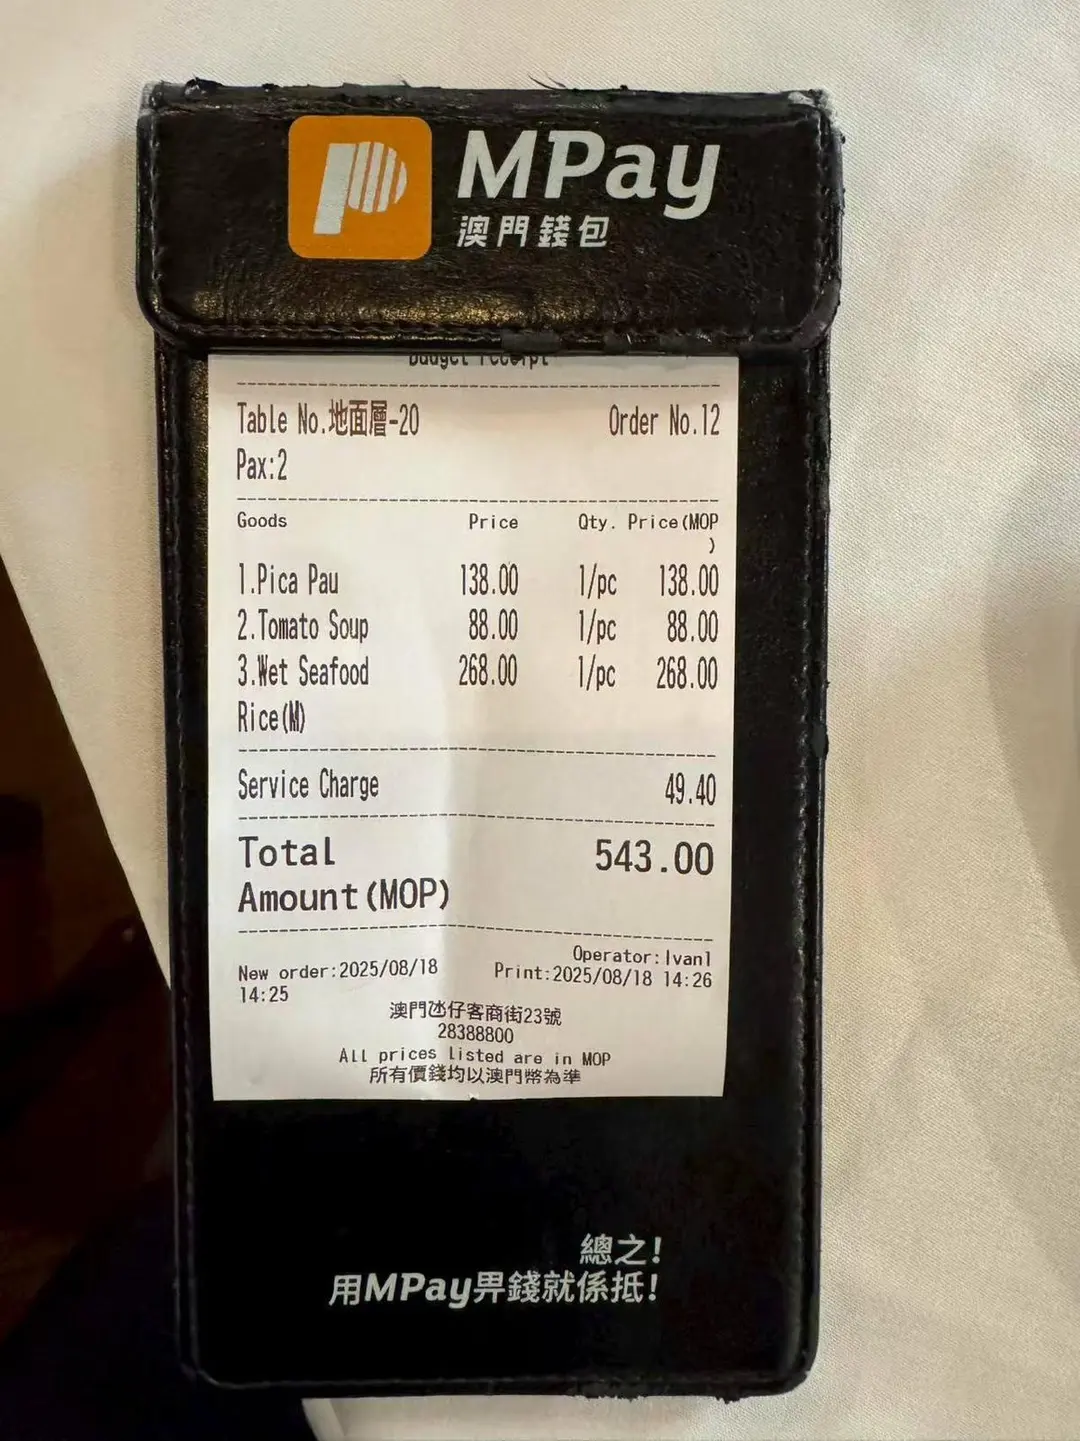 MPay
澳門錢包
Budget receipt
Table No.地面層-20 Order No.12
Pax:2
Goods Price Qty. Price(MOP
)
1.Pica Pau 138.00 1/pc 138.00
2.Tomato Soup 88.00 1/pc 88.00
3.Wet Seafood 268.00 1/pc 268.00
Rice(M)
Service Charge 49.40
Total 543.00
Amount(MOP)
Operator:Ivan1
New order:2025/08/18 Print:2025/08/18 14:26
14:25
澳門氹仔客商街23號
28388800
All prices listed are in MOP
所有價錢均以澳門幣為準
總之!
用MPay畀錢就係抵!